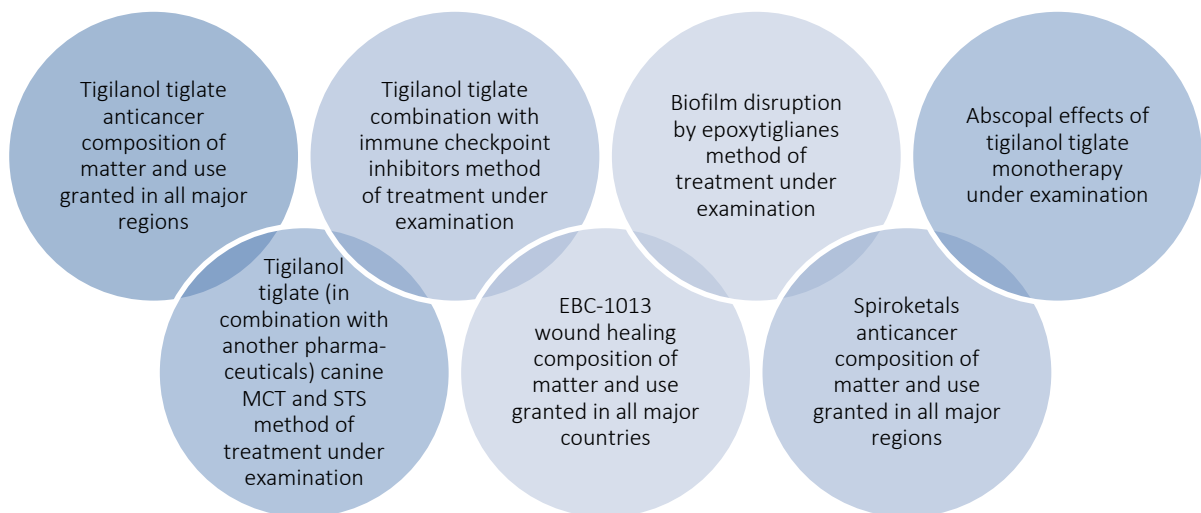 Tigilanol tiglate
anticancer
composition of
matter and use
granted in all major
regions
Tigilanol tiglate
combination with
immune checkpoint
inhibitors method
of treatment under
examination
Biofilm disruption
by epoxytiglianes
method of
treatment under
examination
Abscopal effects of
tigilanol tiglate
monotherapy
under examination
Tigilanol
tiglate (in
combination with
another pharma-
ceuticals) canine
MCT and STS
method of
treatment under
examination
EBC-1013
wound healing
composition of
matter and use
granted in all major
countries
Spiroketals
anticancer
composition of
matter and use
granted in all major
regions